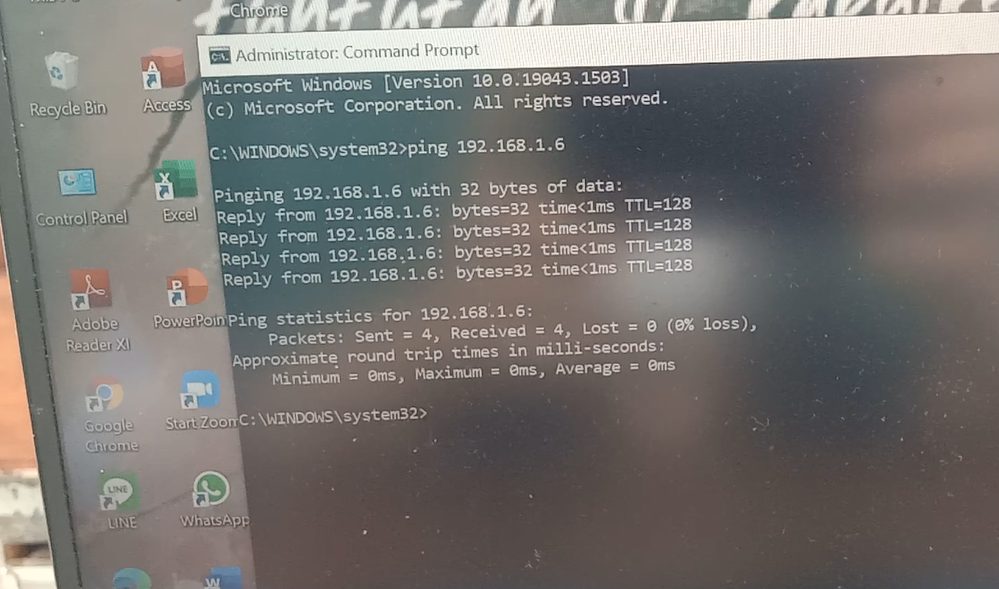 Chrome
Administrator: Command Prompt
Microsoft Windows [Version 10.0.19043.1503]
(c) Microsoft Corporation. All rights reserved.
C:\WINDOWS\system32>ping 192.168.1.6
Pinging 192.168.1.6 with 32 bytes of data:
Reply from 192.168.1.6: bytes=32 time<1ms TTL=128
Reply from 192.168.1.6: bytes=32 time<1ms TTL=128
Reply from 192.168.1.6: bytes=32 time<1ms TTL=128
Reply from 192.168.1.6: bytes=32 time<1ms TTL=128
Ping statistics for 192.168.1.6:
Packets: Sent = 4, Received = 4, Lost = 0 (0% loss),
Approximate round trip times in milli-seconds:
Minimum = 0ms, Maximum = 0ms, Average = 0ms
C:\WINDOWS\system32>
Recycle Bin
Access
Control Panel
Excel
Adobe
Reader XI
PowerPoin
Google
Chrome
Start Zoom
LINE
LINE
WhatsApp